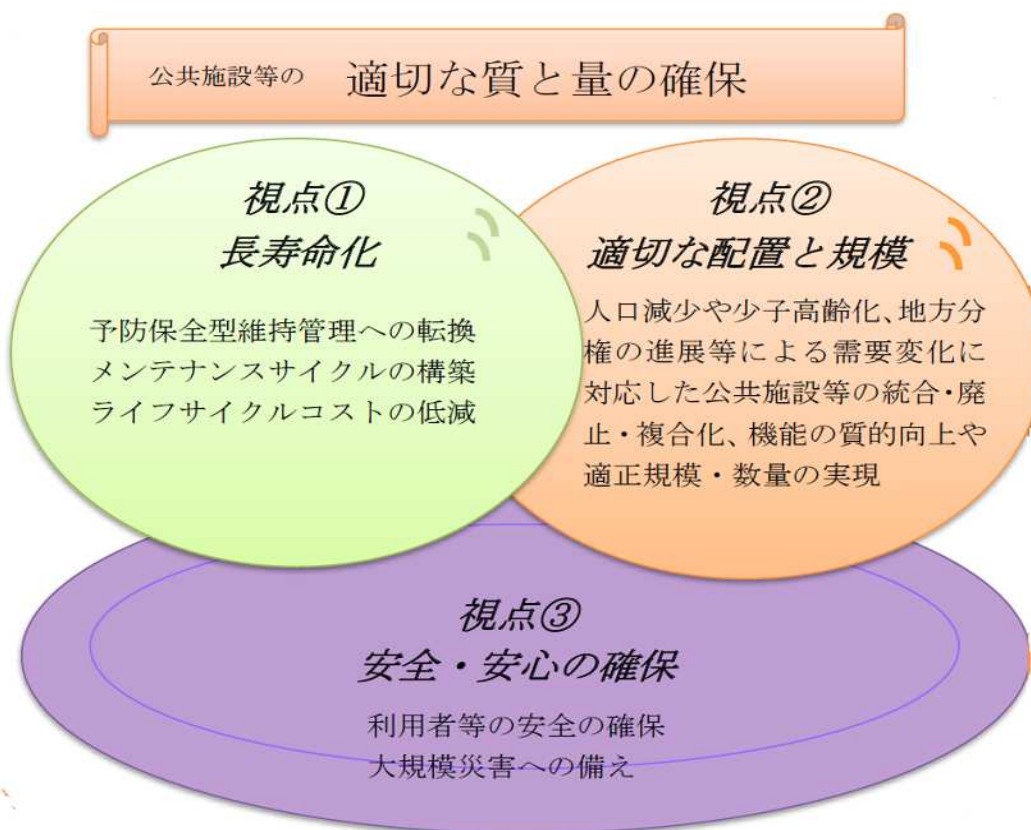 公共施設等の 適切な質と量の確保
視点①
長寿命化
予防保全型維持管理への転換
メンテナンスサイクルの構築
ライフサイクルコストの低減
視点②
適切な配置と規模
人口減少や少子高齢化、地方分
権の進展等による需要変化に
対応した公共施設等の統合・廃
止・複合化、機能の質的向上や
適正規模・数量の実現
視点③
安全・安心の確保
利用者等の安全の確保
大規模災害への備え